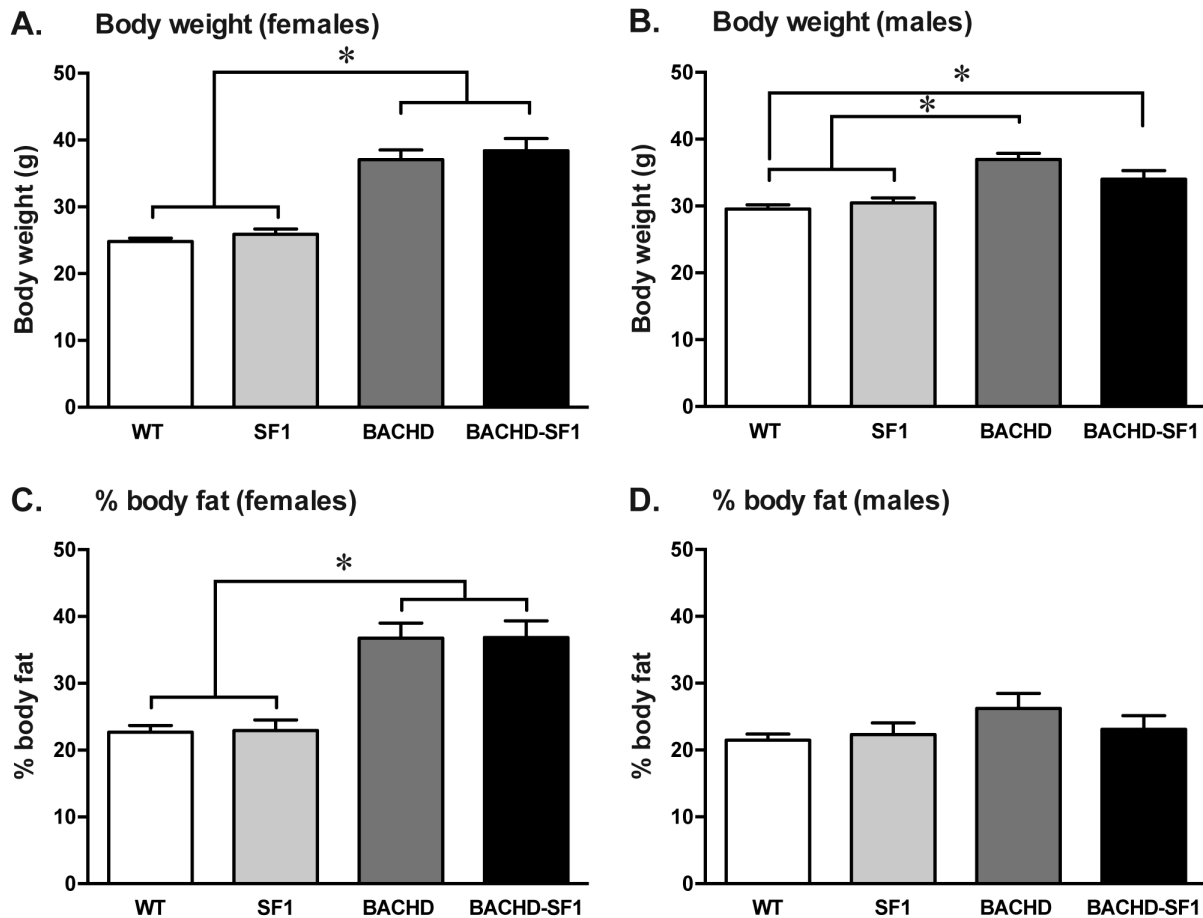 A. Body weight (females)
*
50
40
30
20
10
0
Body weight (g)
WT SF1 BACHD BACHD-SF1
B. Body weight (males)
*
*
50
40
30
20
10
0
Body weight (g)
WT SF1 BACHD BACHD-SF1
C. % body fat (females)
*
50
40
30
20
10
0
% body fat
WT SF1 BACHD BACHD-SF1
D. % body fat (males)
50
40
30
20
10
0
% body fat
WT SF1 BACHD BACHD-SF1